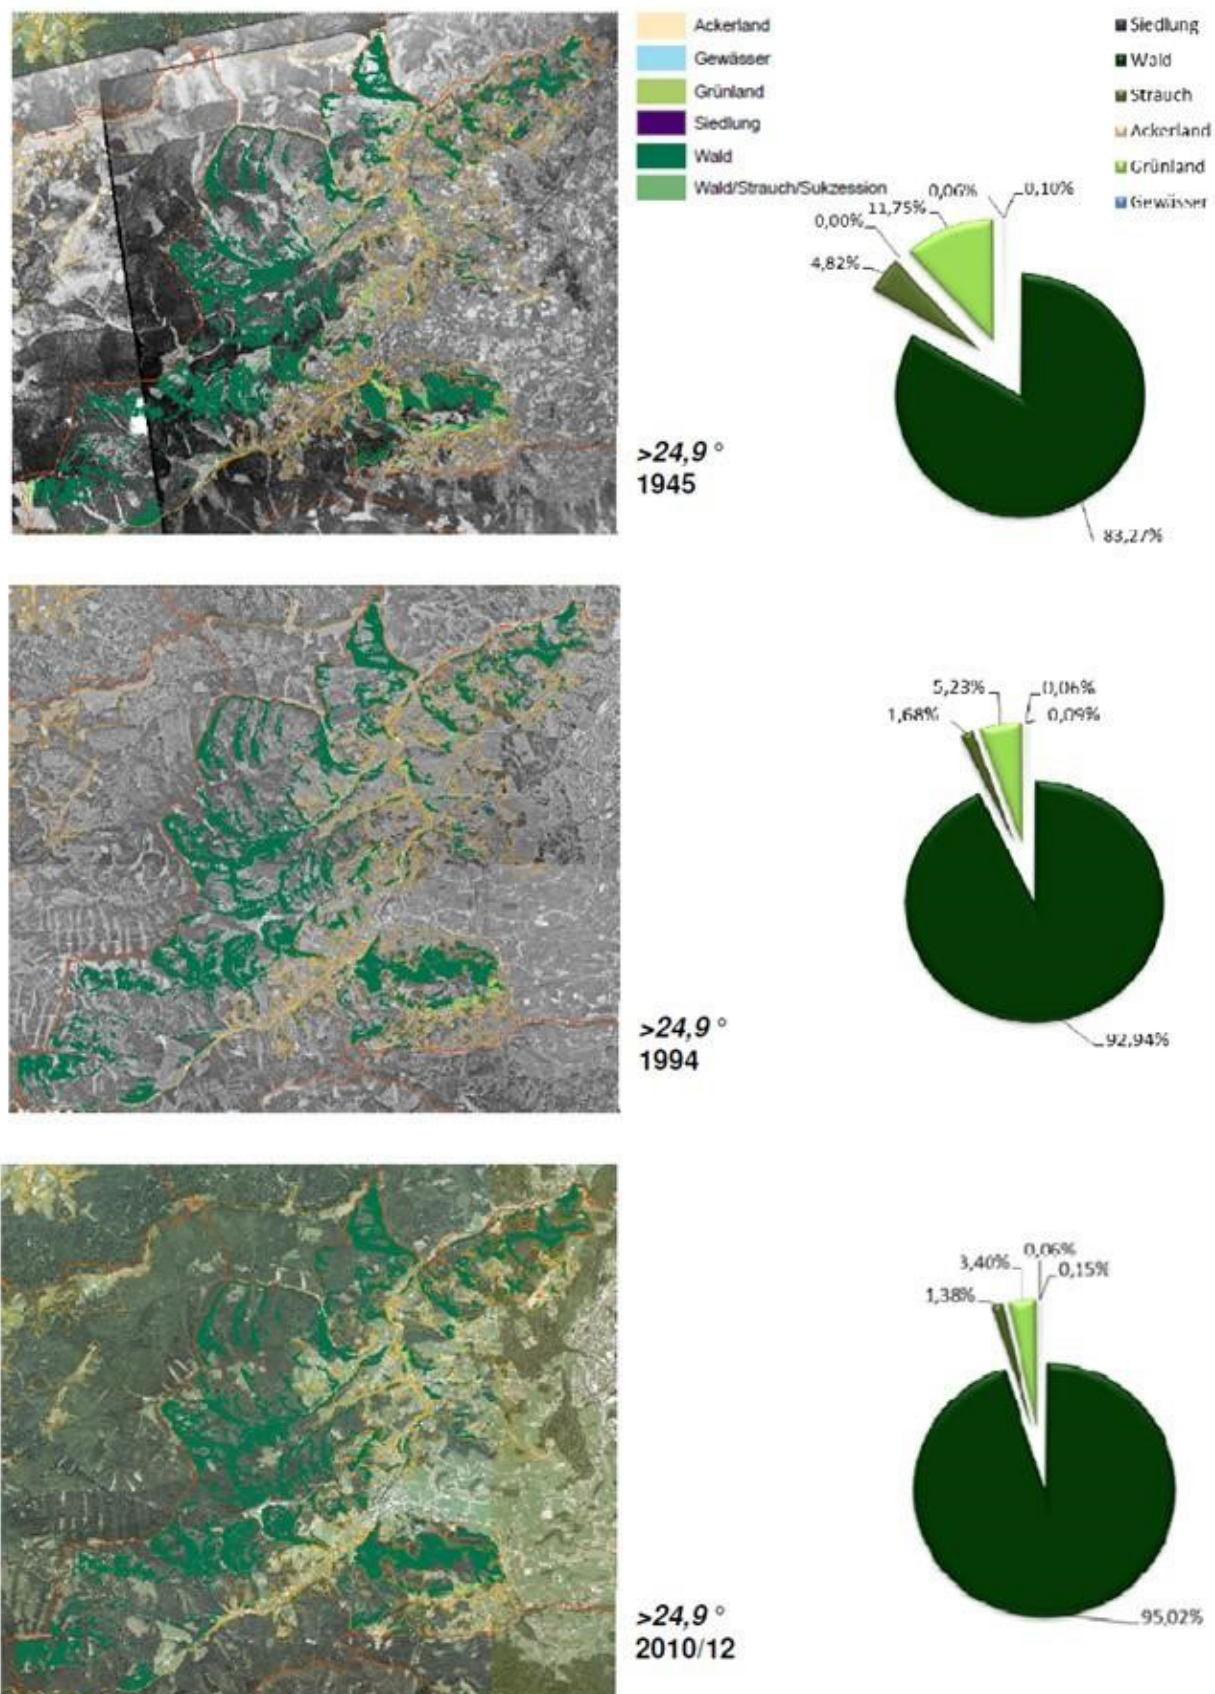 Ackerland
Gewässer
Grünland
Siedlung
Wald
Wald/Strauch/Sukzession
Siedlung
Wald
Strauch
Ackerland
Grünland
Gewässer
0,06%
0,10%
11,75%
0,00%
4,82%
83,27%
>24,9 °
1945
5,23%
0,06%
1,68%
0,09%
92,94%
>24,9 °
1994
0,06%
3,40%
0,15%
1,38%
95,02%
>24,9 °
2010/12